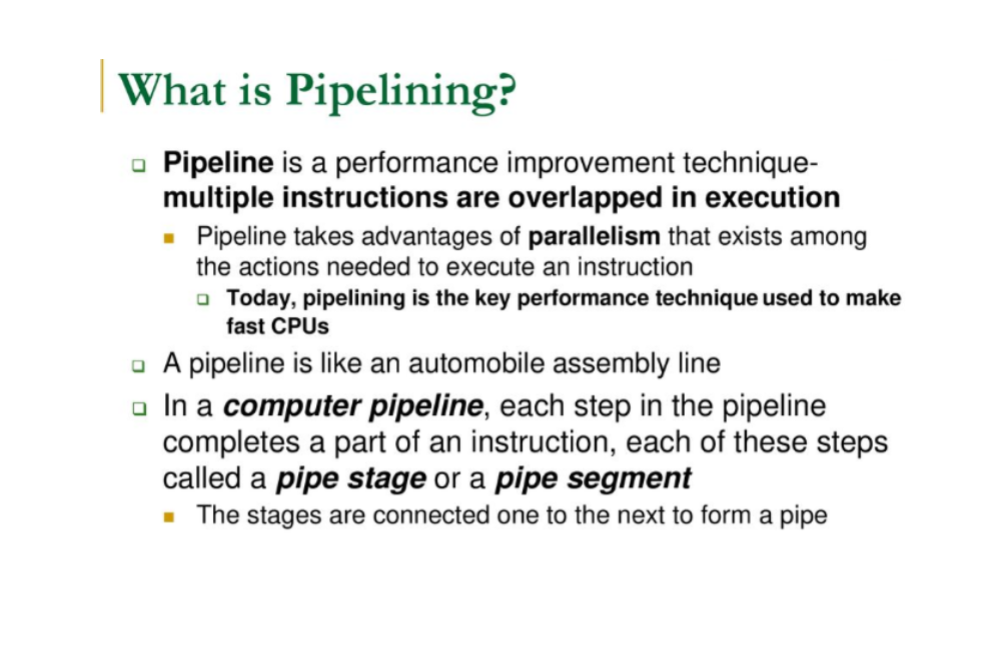 What is Pipelining?
Pipeline is a performance improvement technique-
multiple instructions are overlapped in execution
Pipeline takes advantages of parallelism that exists among
the actions needed to execute an instruction
Today, pipelining is the key performance technique used to make
fast CPUs
A pipeline is like an automobile assembly line
In a computer pipeline, each step in the pipeline
completes a part of an instruction, each of these steps
called a pipe stage or a pipe segment
The stages are connected one to the next to form a pipe